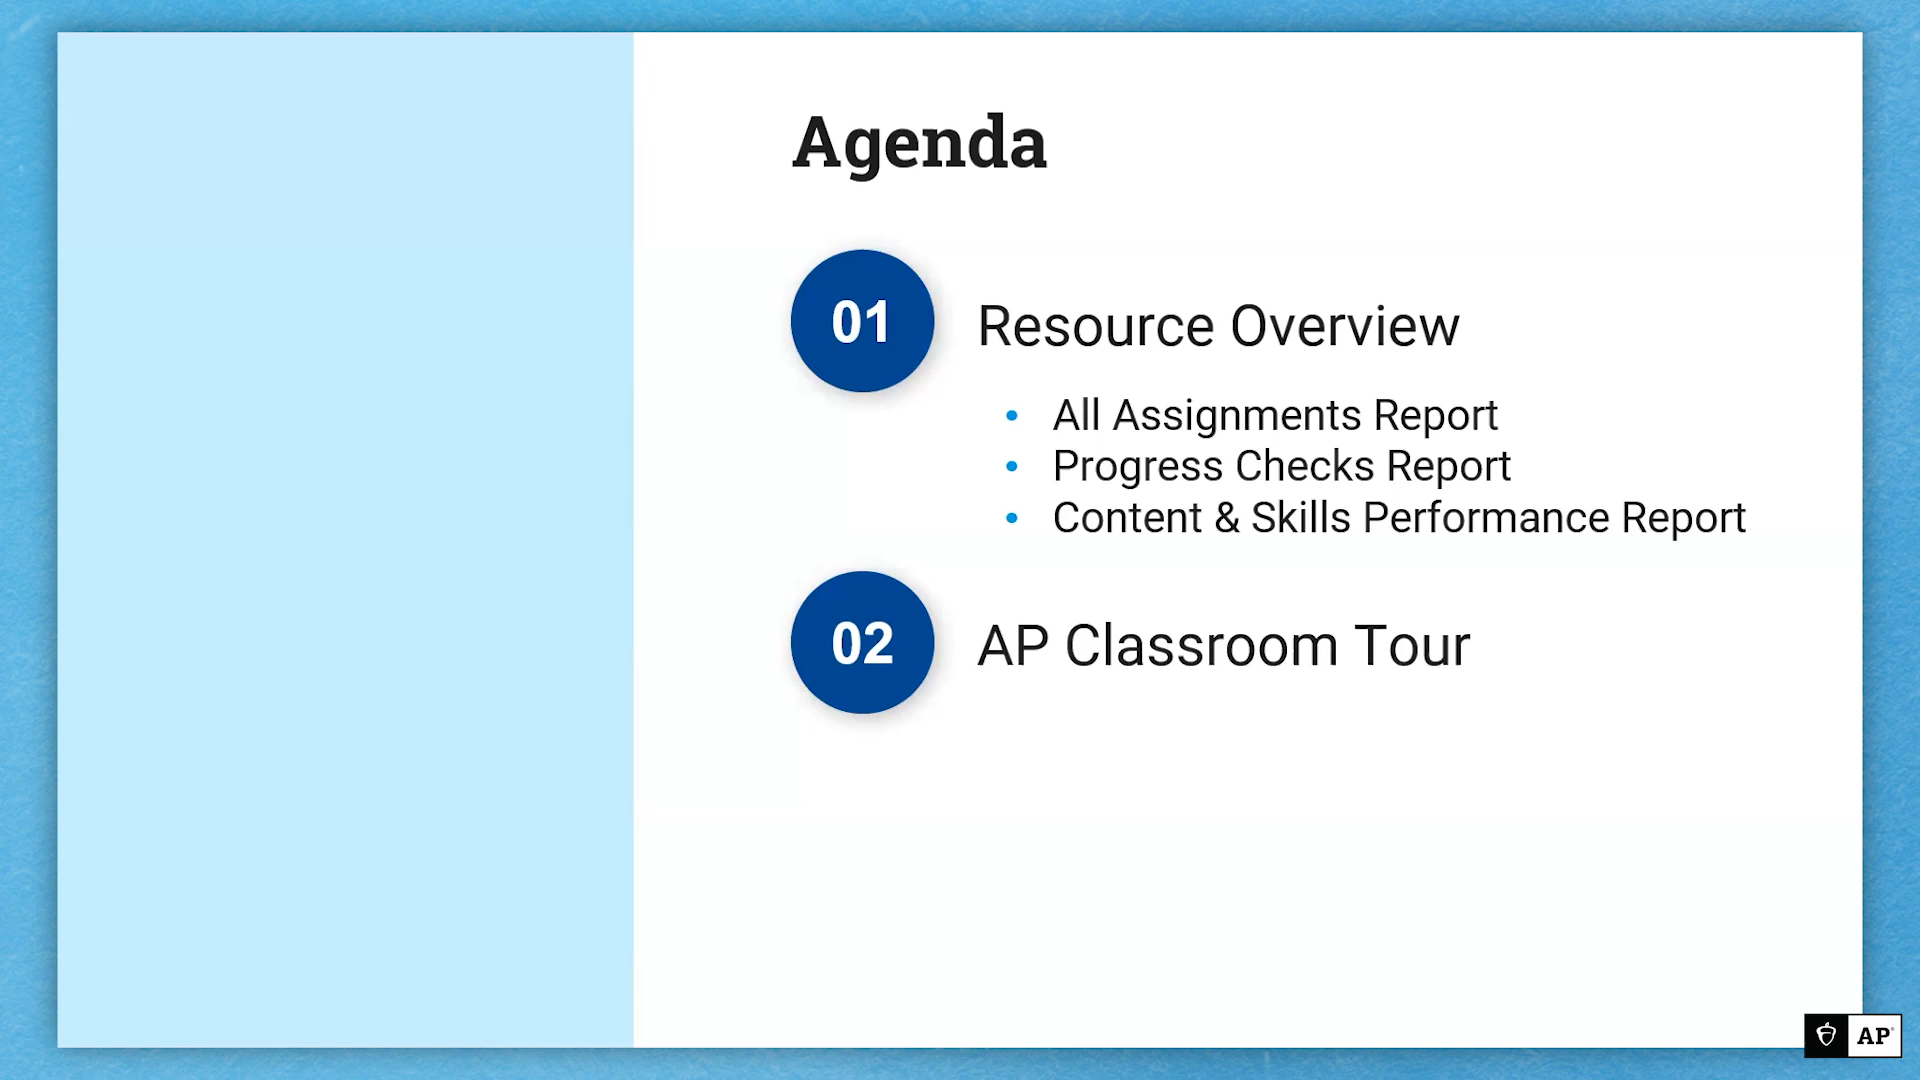 Agenda
01
Resource Overview
• All Assignments Report
• Progress Checks Report
• Content & Skills Performance Report
02
AP Classroom Tour
AP®